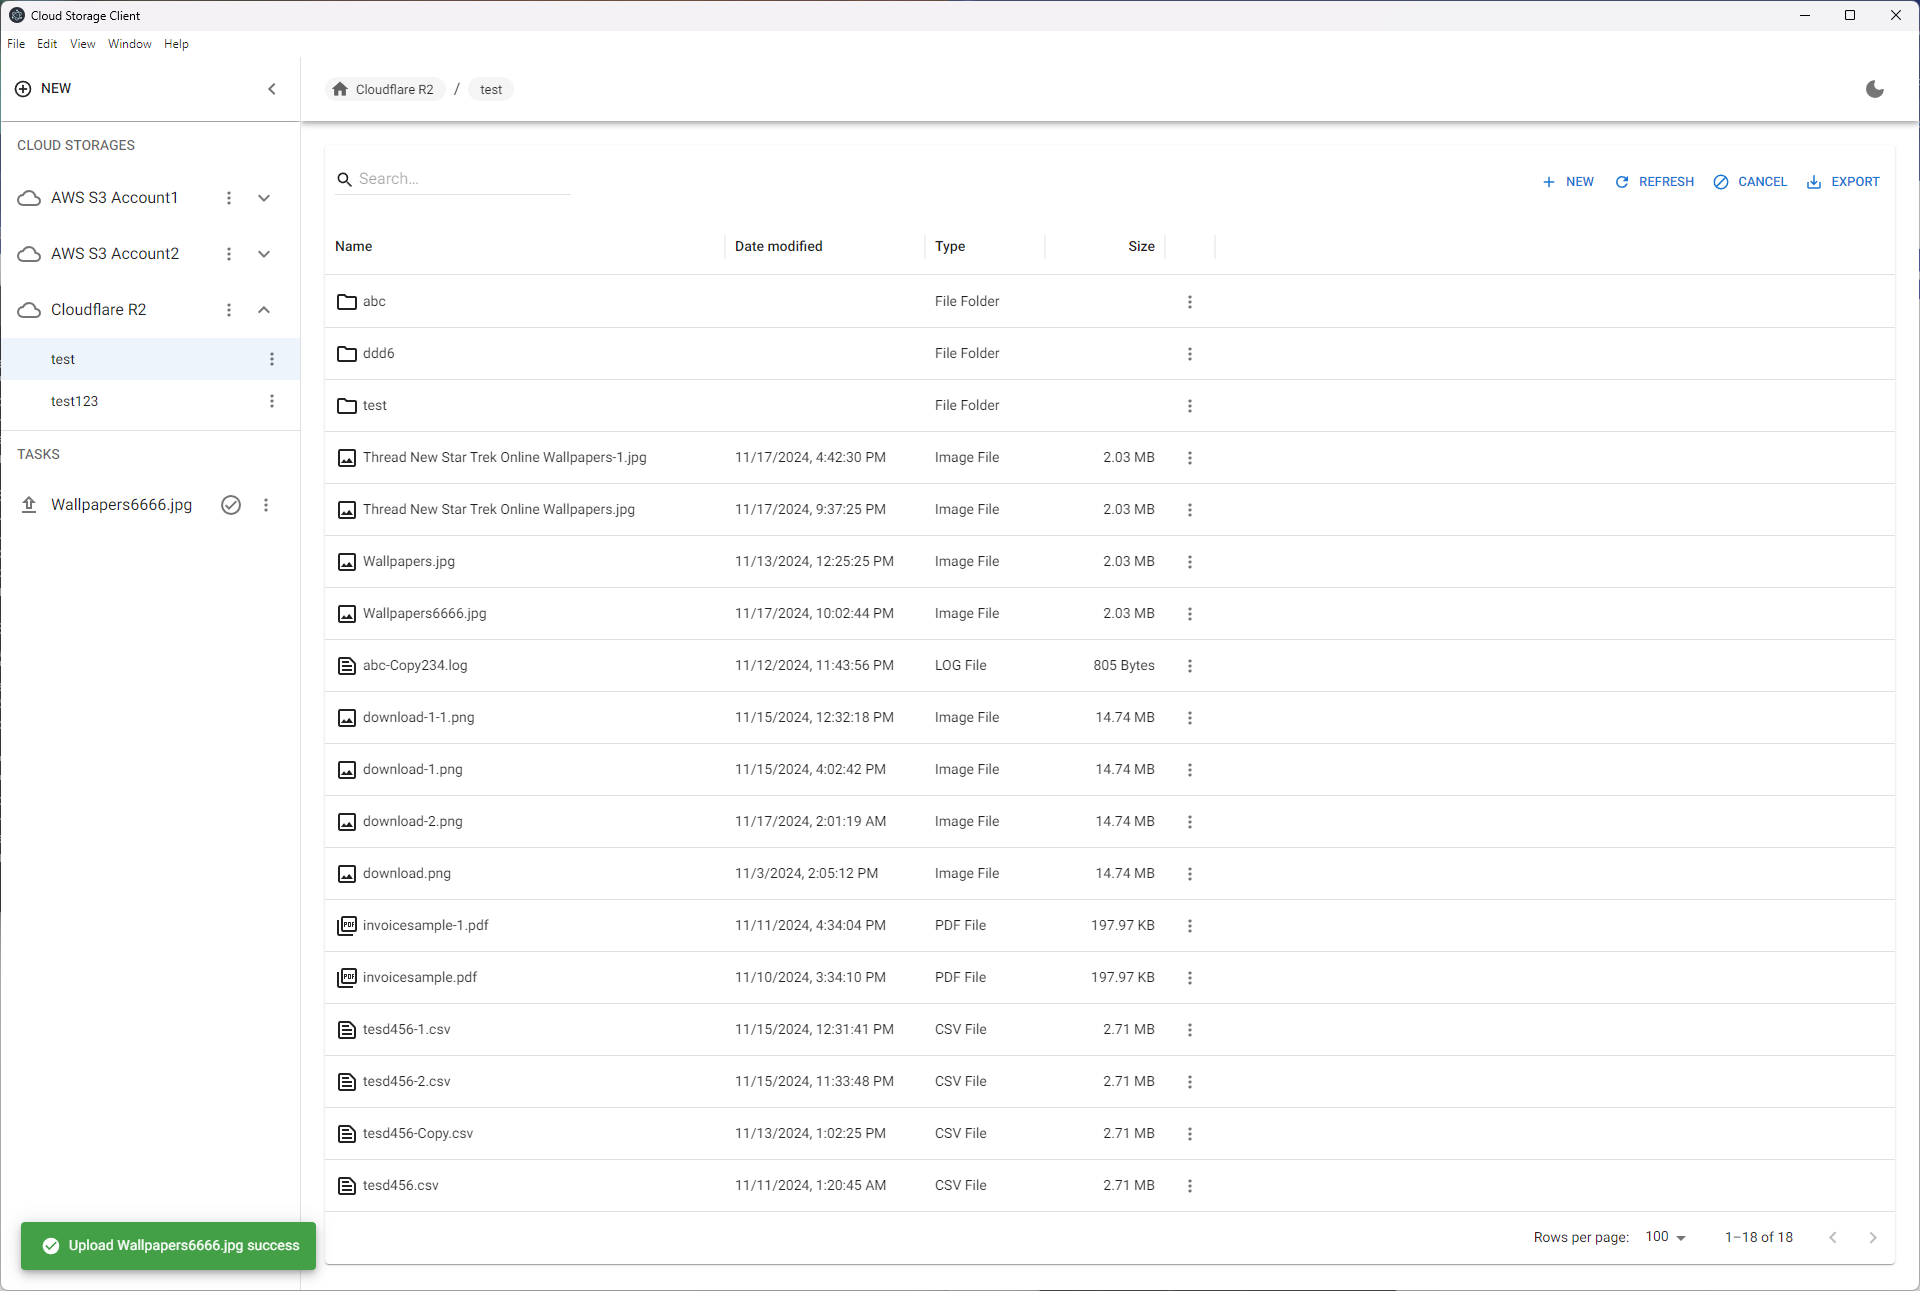 Cloud Storage Client
File Edit View Window Help
NEW
Cloudflare R2 / test
CLOUD STORAGES
AWS S3 Account1
AWS S3 Account2
Cloudflare R2
test
test123
TASKS
Wallpapers6666.jpg
Search...
NEW REFRESH CANCEL EXPORT
Name Date modified Type Size
abc File Folder
ddd6 File Folder
test File Folder
Thread New Star Trek Online Wallpapers-1.jpg 11/17/2024, 4:42:30 PM Image File 2.03 MB
Thread New Star Trek Online Wallpapers.jpg 11/17/2024, 9:37:25 PM Image File 2.03 MB
Wallpapers.jpg 11/13/2024, 12:25:25 PM Image File 2.03 MB
Wallpapers6666.jpg 11/17/2024, 10:02:44 PM Image File 2.03 MB
abc-Copy234.log 11/12/2024, 11:43:56 PM LOG File 805 Bytes
download-1-1.png 11/15/2024, 12:32:18 PM Image File 14.74 MB
download-1.png 11/15/2024, 4:02:42 PM Image File 14.74 MB
download-2.png 11/17/2024, 2:01:19 AM Image File 14.74 MB
download.png 11/3/2024, 2:05:12 PM Image File 14.74 MB
invoicesample-1.pdf 11/11/2024, 4:34:04 PM PDF File 197.97 KB
invoicesample.pdf 11/10/2024, 3:34:10 PM PDF File 197.97 KB
tesd456-1.csv 11/15/2024, 12:31:41 PM CSV File 2.71 MB
tesd456-2.csv 11/15/2024, 11:33:48 PM CSV File 2.71 MB
tesd456-Copy.csv 11/13/2024, 1:02:25 PM CSV File 2.71 MB
tesd456.csv 11/11/2024, 1:20:45 AM CSV File 2.71 MB
Rows per page: 100 1–18 of 18
Upload Wallpapers6666.jpg success